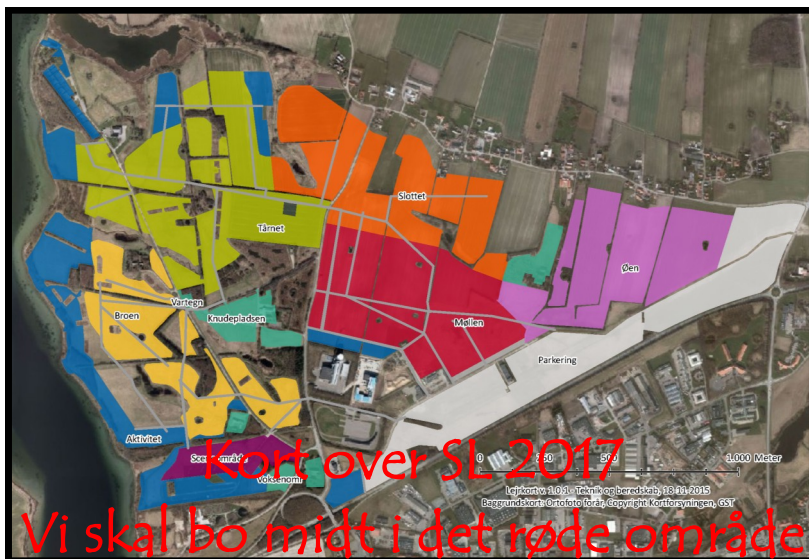 Slottet
Tårnet
Øen
Vartegn
Broen
Knudepladsen
Møllen
Parkering
Aktivitet
Sceneområde
Voksenomr
Kort over SL 2017
0 250 500 1.000 Meter
Lejrkort v. 1.0.1 - Teknik og beredskab, 18-11-2015
Baggrundskort: Ortofoto forår, Copyright Kortforsyningen, GST
Vi skal bo midt i det røde område